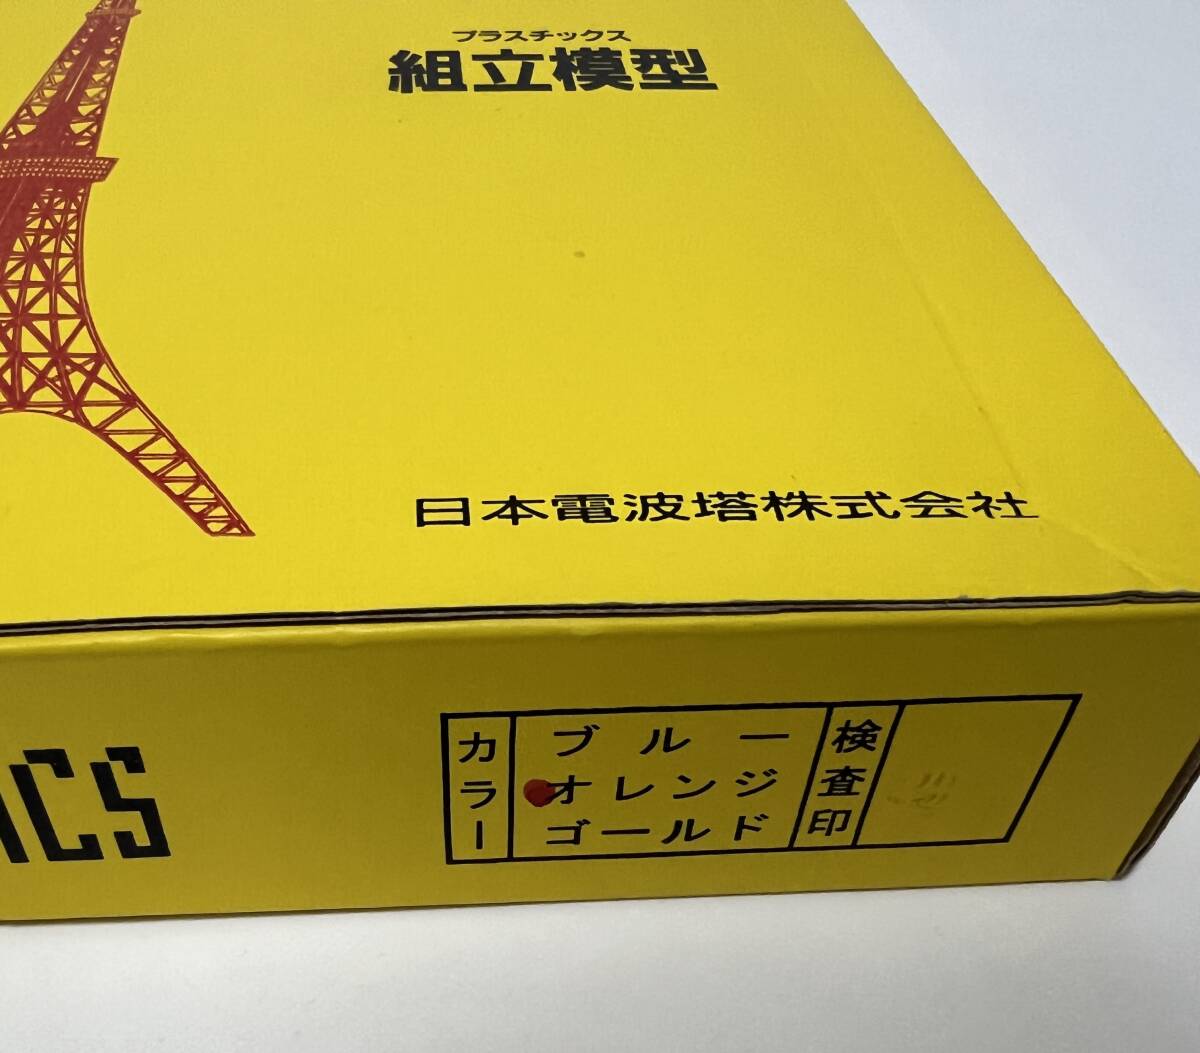 プラスチックス
組立模型
日本電波塔株式会社
カラー
ブルー
オレンジ
ゴールド
検査印